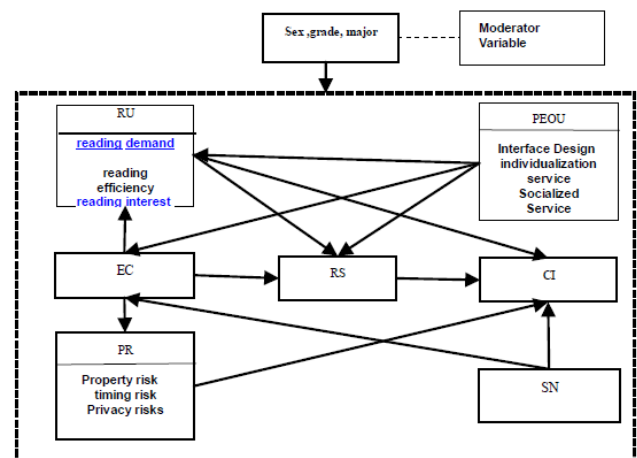 Sex ,grade, major
Moderator
Variable
RU
reading demand
reading
efficiency
reading interest
PEOU
Interface Design
individualization
service
Socialized
Service
EC
RS
CI
PR
Property risk
timing risk
Privacy risks
SN